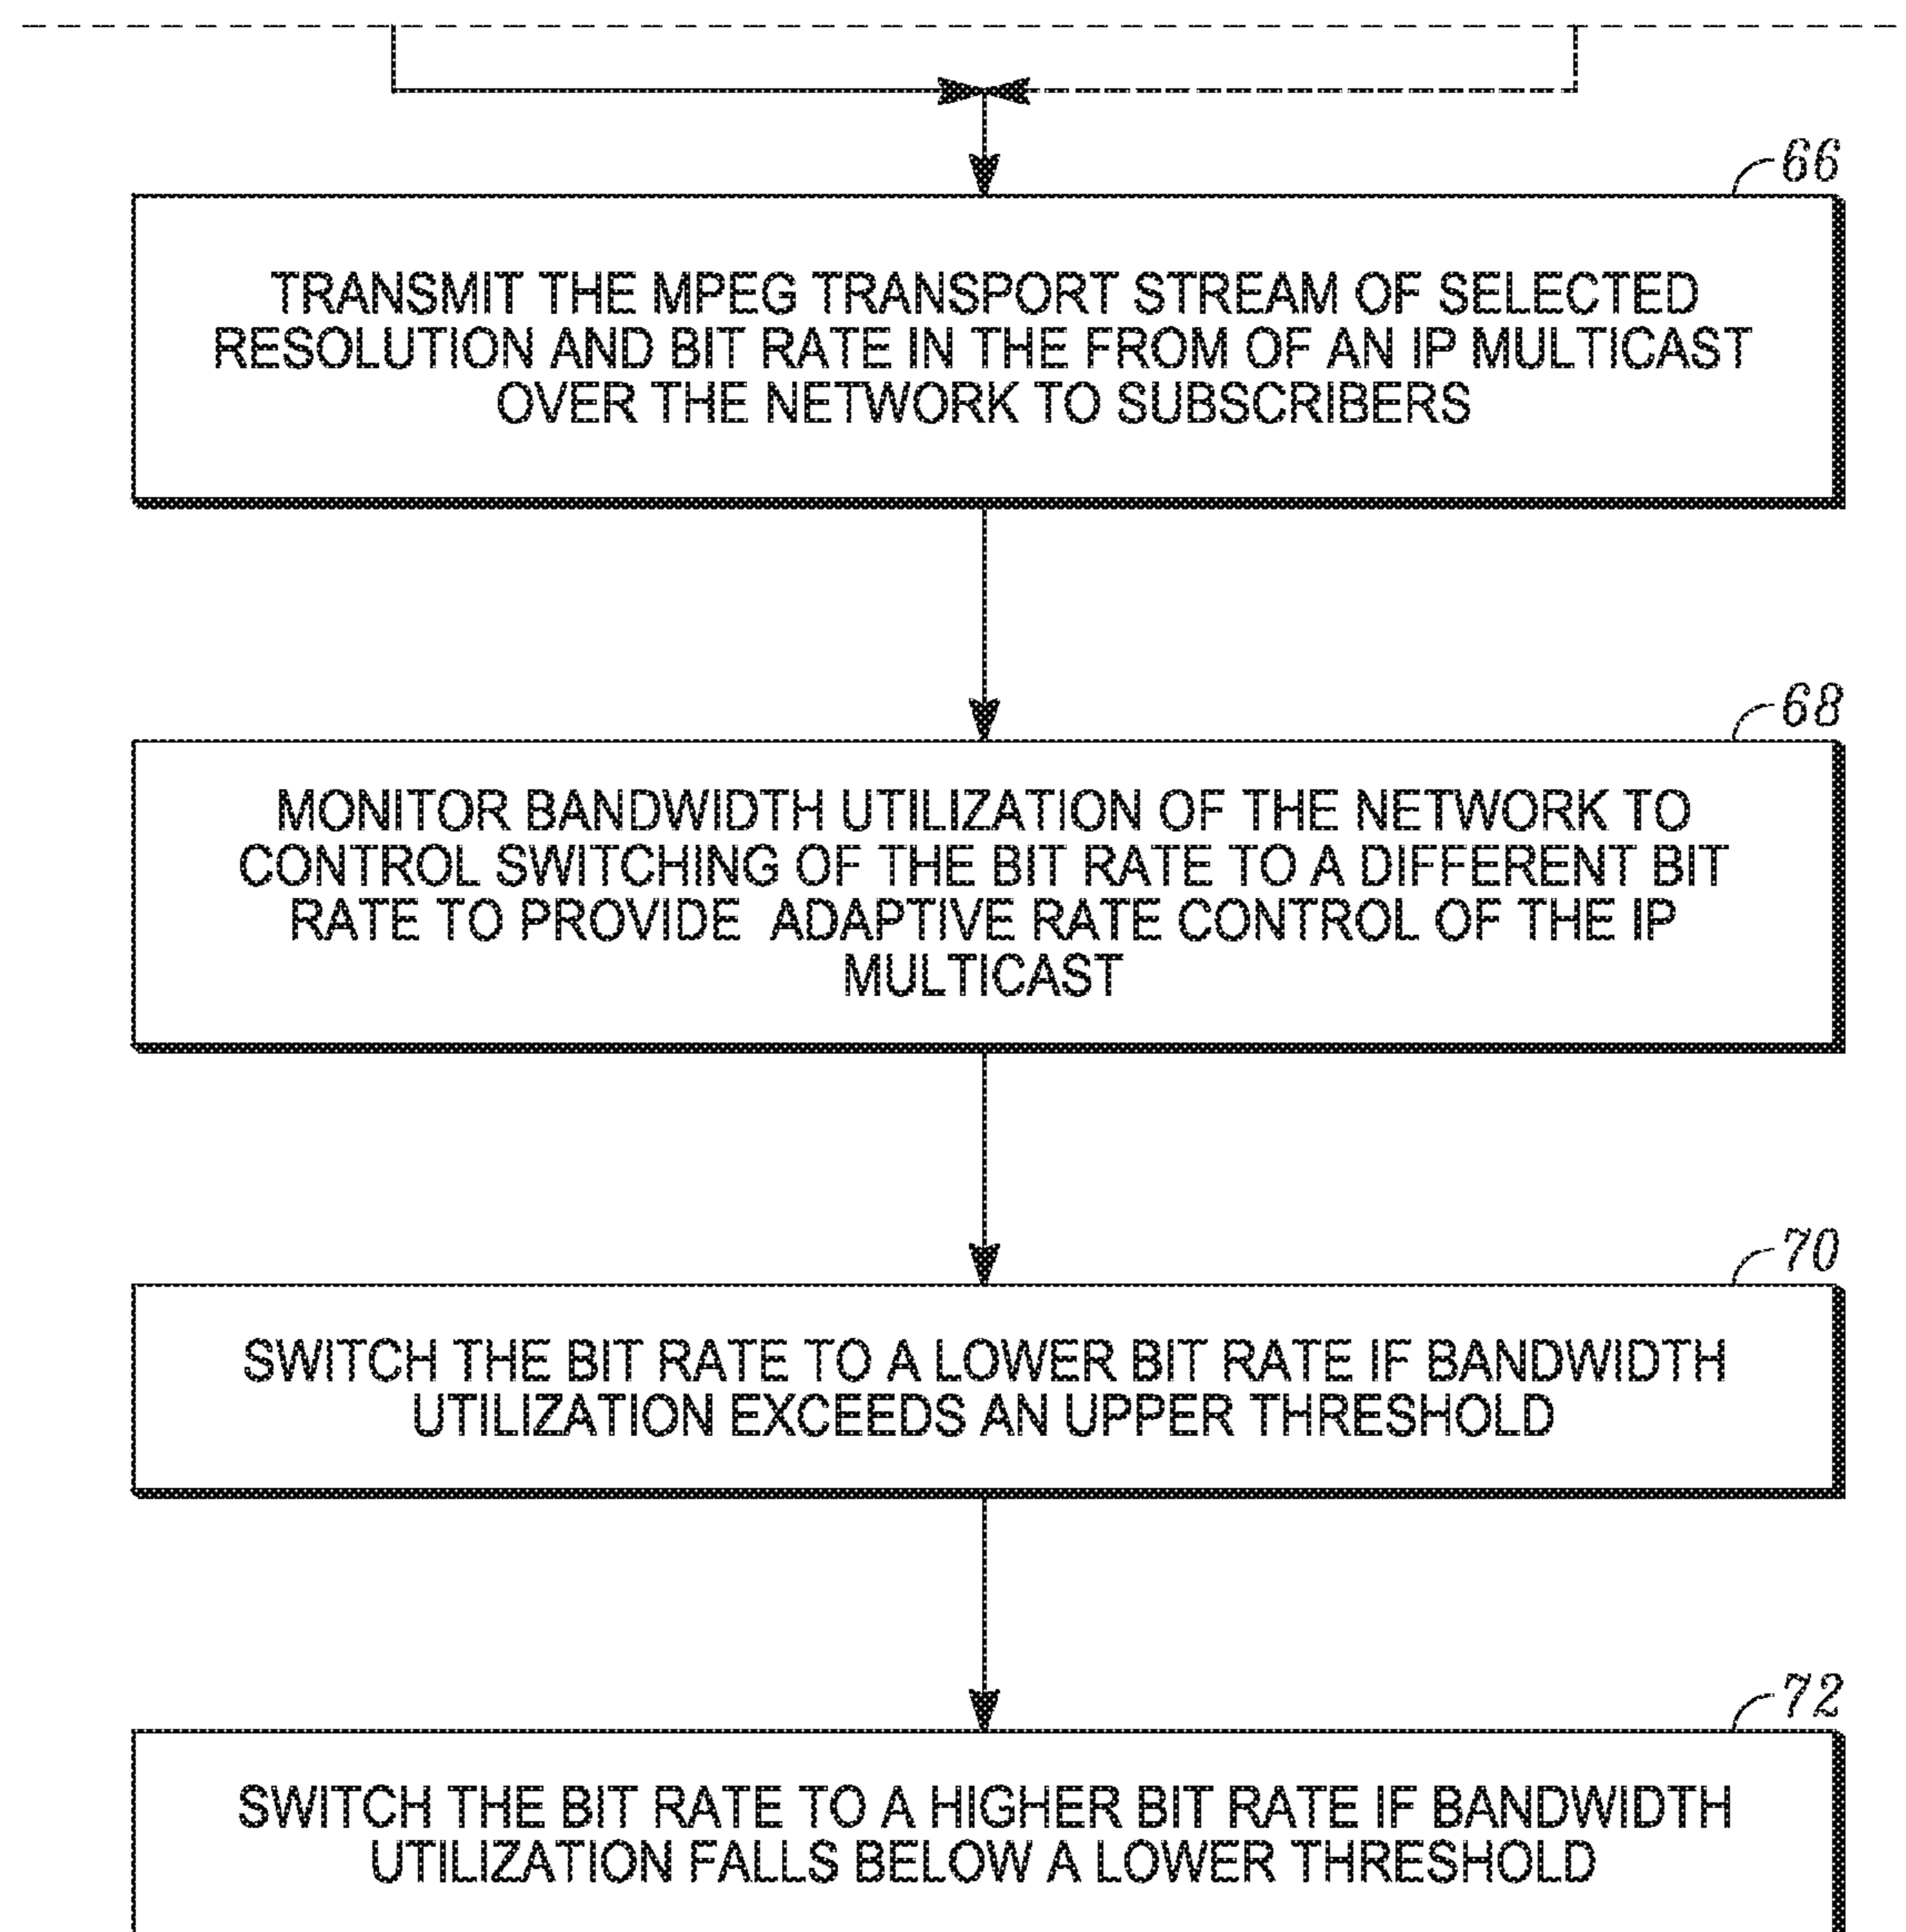 66
TRANSMIT THE MPEG TRANSPORT STREAM OF SELECTED
RESOLUTION AND BIT RATE IN THE FROM OF AN IP MULTICAST
OVER THE NETWORK TO SUBSCRIBERS
68
MONITOR BANDWIDTH UTILIZATION OF THE NETWORK TO
CONTROL SWITCHING OF THE BIT RATE TO A DIFFERENT BIT
RATE TO PROVIDE ADAPTIVE RATE CONTROL OF THE IP
MULTICAST
70
SWITCH THE BIT RATE TO A LOWER BIT RATE IF BANDWIDTH
UTILIZATION EXCEEDS AN UPPER THRESHOLD
72
SWITCH THE BIT RATE TO A HIGHER BIT RATE IF BANDWIDTH
UTILIZATION FALLS BELOW A LOWER THRESHOLD